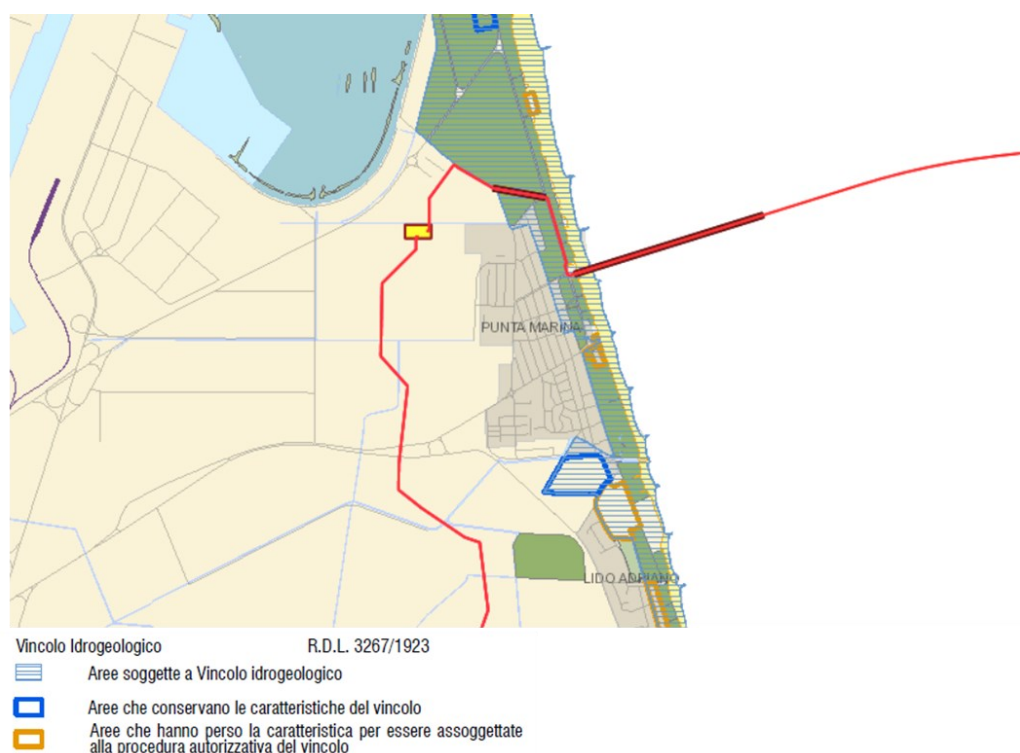 PUNTA MARINA
LIDO ADRIANO
Vincolo Idrogeologico R.D.L. 3267/1923
Aree soggette a Vincolo idrogeologico
Aree che conservano le caratteristiche del vincolo
Aree che hanno perso la caratteristica per essere assoggettate
alla procedura autorizzativa del vincolo